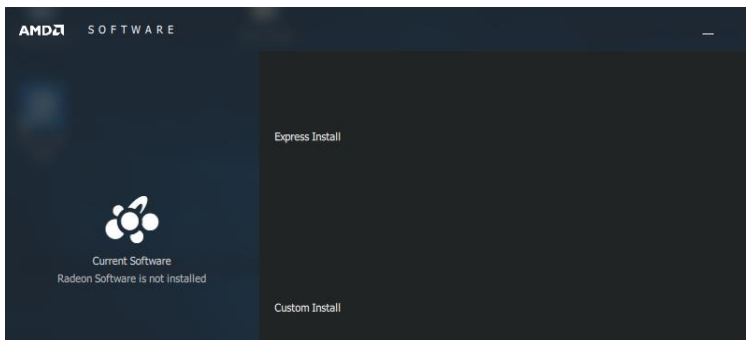 AMD SOFTWARE
Express Install
Current Software
Radeon Software is not installed
Custom Install